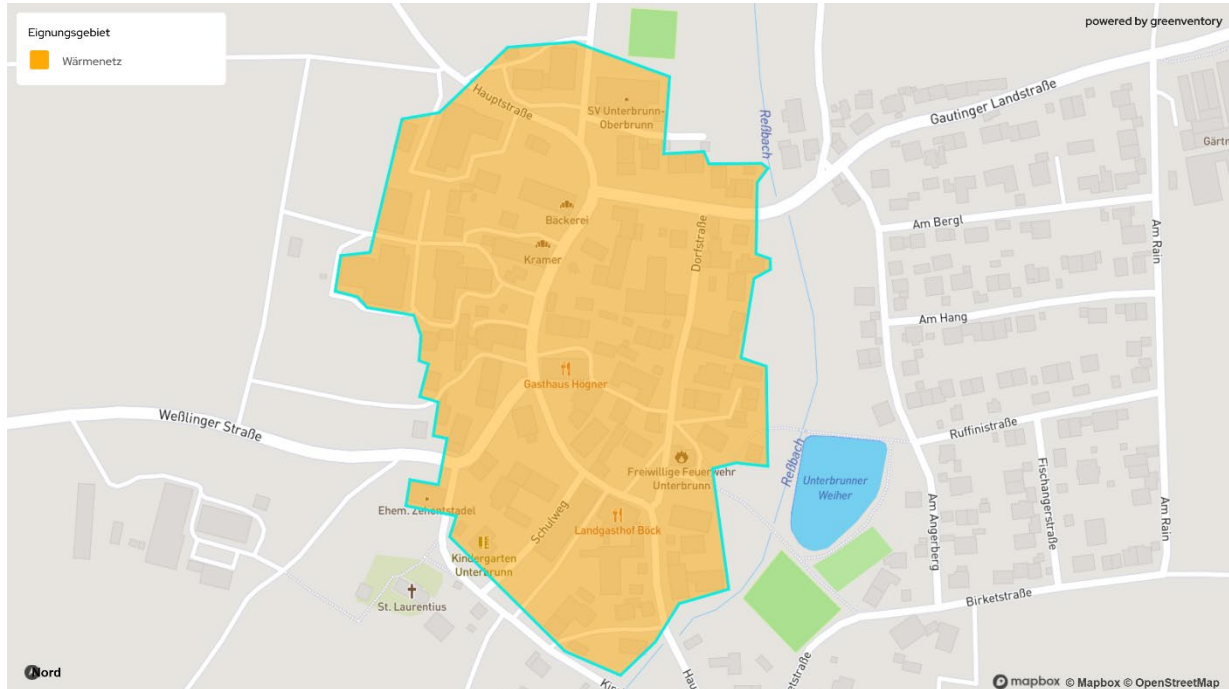 Eignungsgebiet
Wärmenetz
powered by greenventory
Hauptstraße
SV Unterbrunn-
Oberbrunn
Reßbach
Gautinger Landstraße
Bäckerei
Kramer
Dorfstraße
Am Bergl
Am Rain
Am Hang
Gasthaus Hogner
Weßlinger Straße
Ruffinistraße
Freiwillige Feuerwehr
Unterbrunn
Reßbach
Unterbrunner
Weiher
Fischangerstraße
Am Angerberg
Am Rain
Ehem. Zehentstadel
Schulweg
Landgasthof Böck
Kindergarten
Unterbrunn
St. Laurentius
Birketstraße
Nord
mapbox © Mapbox © OpenStreetMap